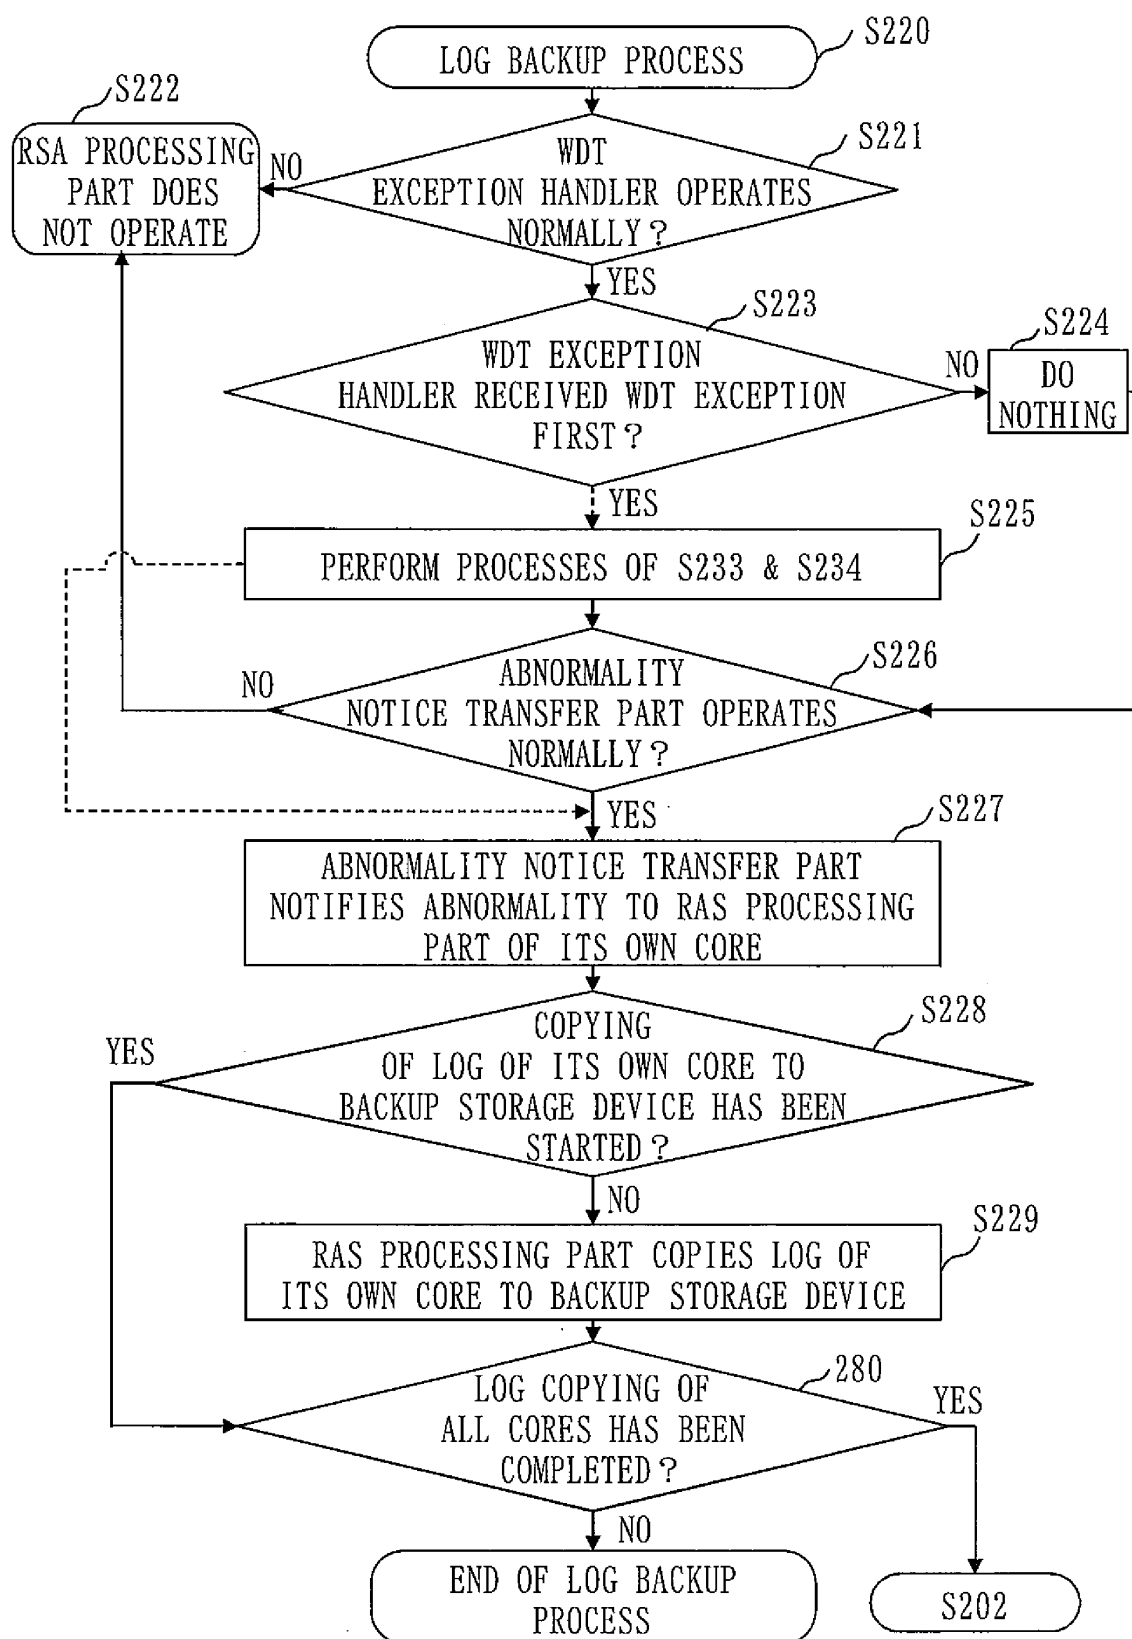 LOG BACKUP PROCESS
S220
S222
RSA PROCESSING
PART DOES
NOT OPERATE
NO
WDT
EXCEPTION HANDLER OPERATES
NORMALLY?
S221
YES
S223
WDT EXCEPTION
HANDLER RECEIVED WDT EXCEPTION
FIRST?
NO
S224
DO
NOTHING
YES
S225
PERFORM PROCESSES OF S233 & S234
S226
NO
ABNORMALITY
NOTICE TRANSFER PART OPERATES
NORMALLY?
YES
S227
ABNORMALITY NOTICE TRANSFER PART
NOTIFIES ABNORMALITY TO RAS PROCESSING
PART OF ITS OWN CORE
S228
YES
COPYING
OF LOG OF ITS OWN CORE TO
BACKUP STORAGE DEVICE HAS BEEN
STARTED?
NO
S229
RAS PROCESSING PART COPIES LOG OF
ITS OWN CORE TO BACKUP STORAGE DEVICE
280
LOG COPYING OF
ALL CORES HAS BEEN
COMPLETED?
YES
NO
END OF LOG BACKUP
PROCESS
S202